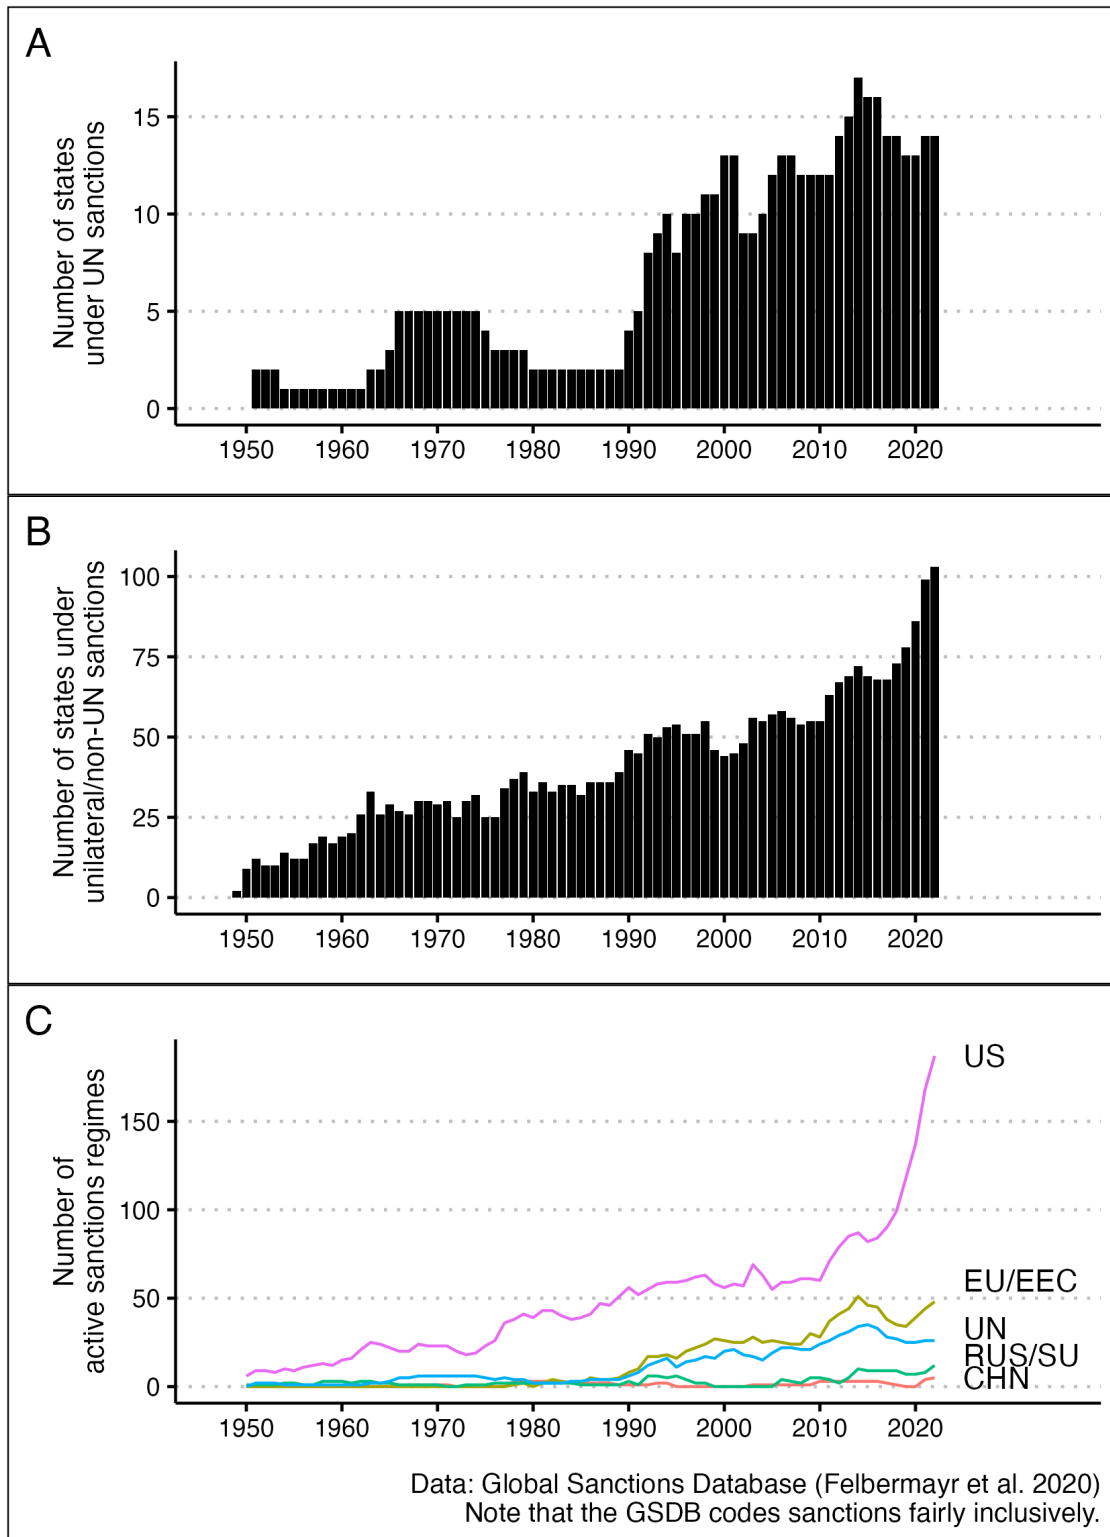 A
Number of states
under UN sanctions
15
10
5
0
1950 1960 1970 1980 1990 2000 2010 2020
B
Number of states under
unilateral/non-UN sanctions
100
75
50
25
0
1950 1960 1970 1980 1990 2000 2010 2020
C
Number of
active sanctions regimes
150
100
50
0
US
EU/EEC
UN
RUS/SU
CHN
1950 1960 1970 1980 1990 2000 2010 2020
Data: Global Sanctions Database (Felbermayr et al. 2020)
Note that the GSDB codes sanctions fairly inclusively.